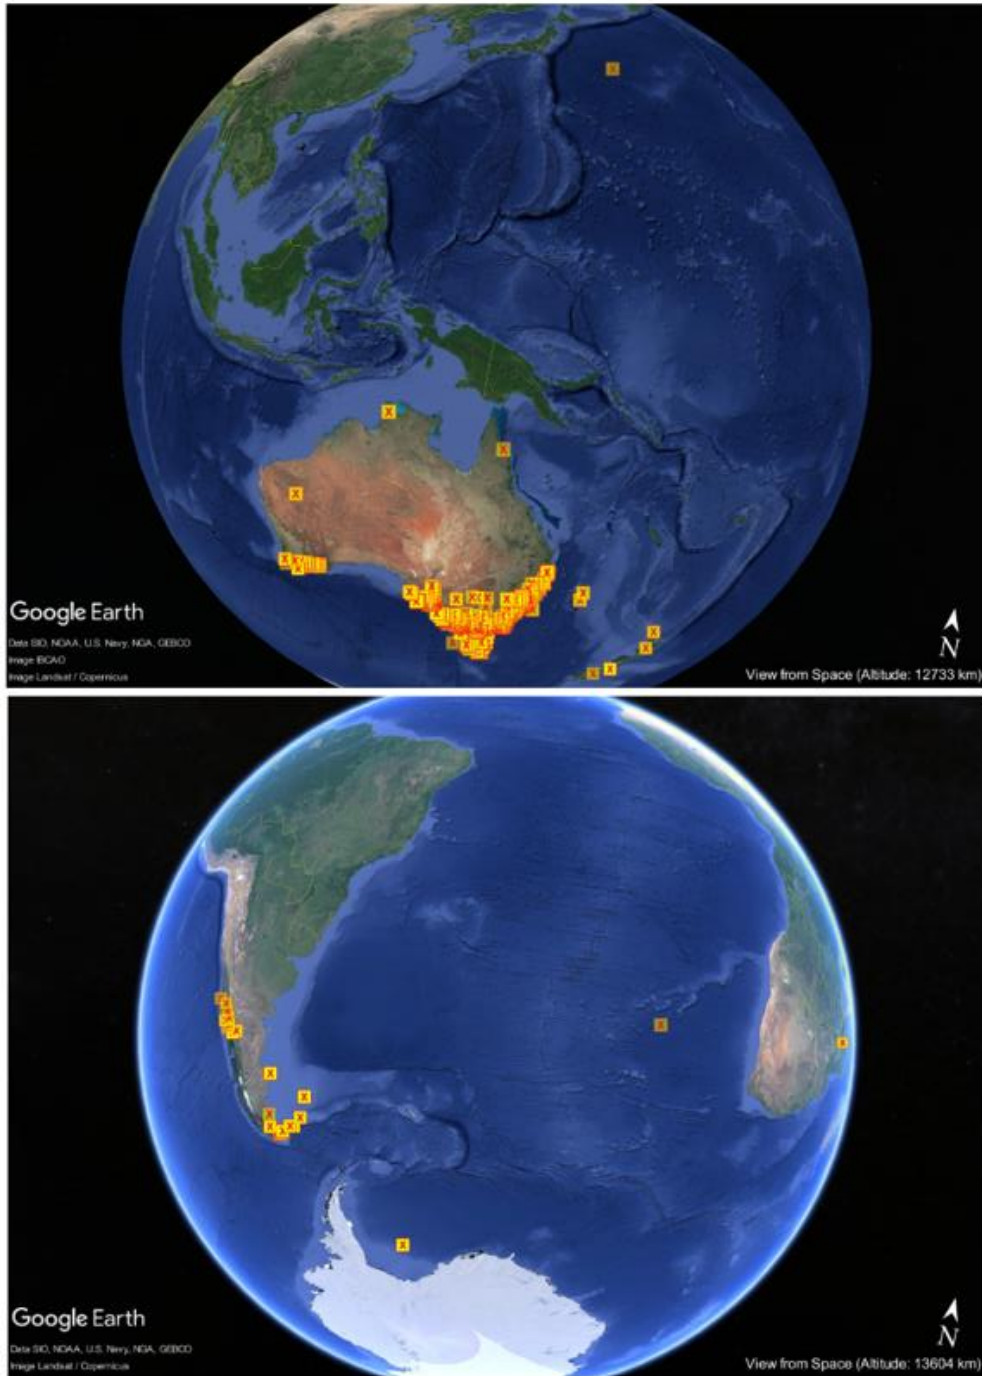 Google Earth
Data SIO, NOAA, U.S. Navy, NGA, GEBCO
Image IBCAO
Image Landsat / Copernicus
N
View from Space (Altitude: 12733 km)
Google Earth
Data SIO, NOAA, U.S. Navy, NGA, GEBCO
Image Landsat / Copernicus
N
View from Space (Altitude: 13604 km)